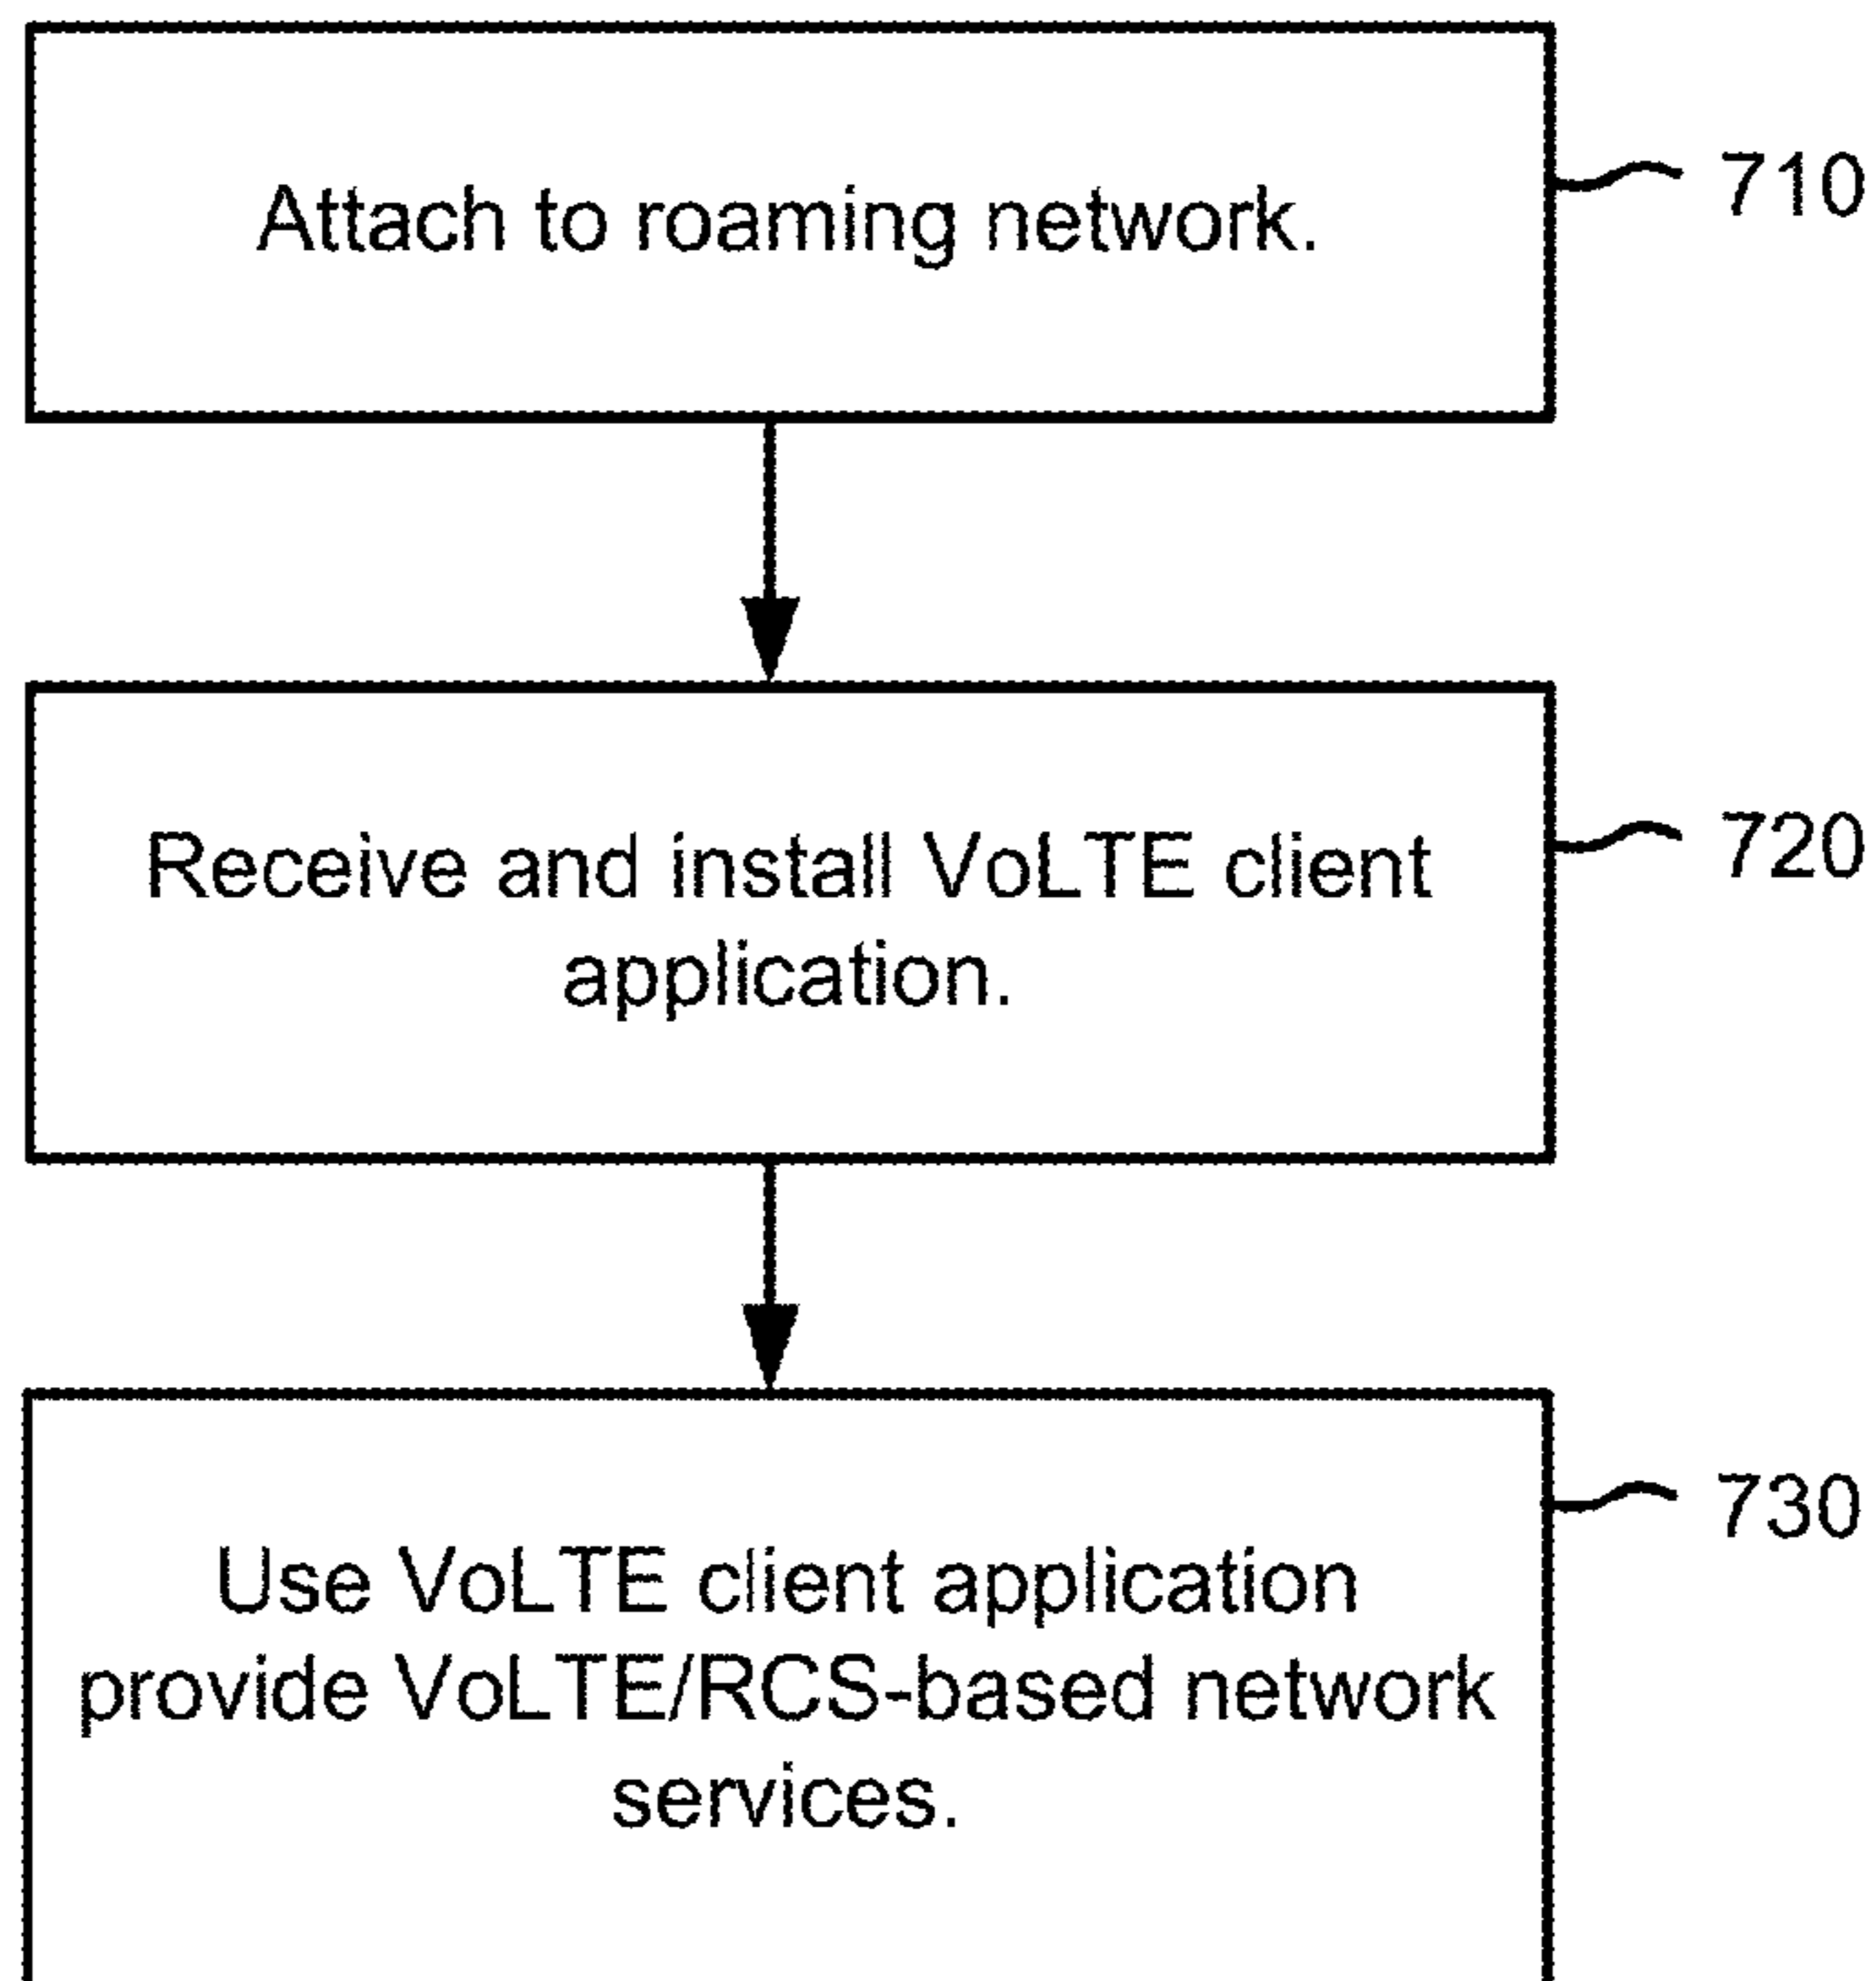 Attach to roaming network.
710
Receive and install VoLTE client
application.
720
Use VoLTE client application
provide VoLTE/RCS-based network
services.
730